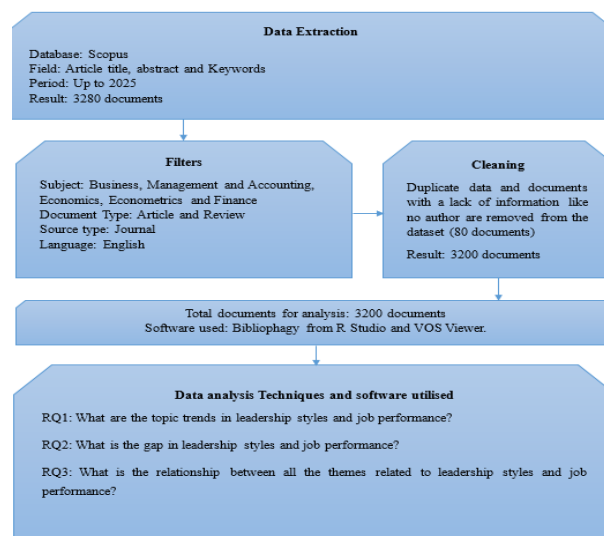 Data Extraction
Database: Scopus
Field: Article title, abstract and Keywords
Period: Up to 2025
Result: 3280 documents
Filters
Subject: Business, Management and Accounting,
Economics, Econometrics and Finance
Document Type: Article and Review
Source type: Journal
Language: English
Cleaning
Duplicate data and documents
with a lack of information like
no author are removed from the
dataset (80 documents)
Result: 3200 documents
Total documents for analysis: 3200 documents
Software used: Bibliophagy from R Studio and VOS Viewer.
Data analysis Techniques and software utilised
RQ1: What are the topic trends in leadership styles and job performance?
RQ2: What is the gap in leadership styles and job performance?
RQ3: What is the relationship between all the themes related to leadership styles and job
performance?